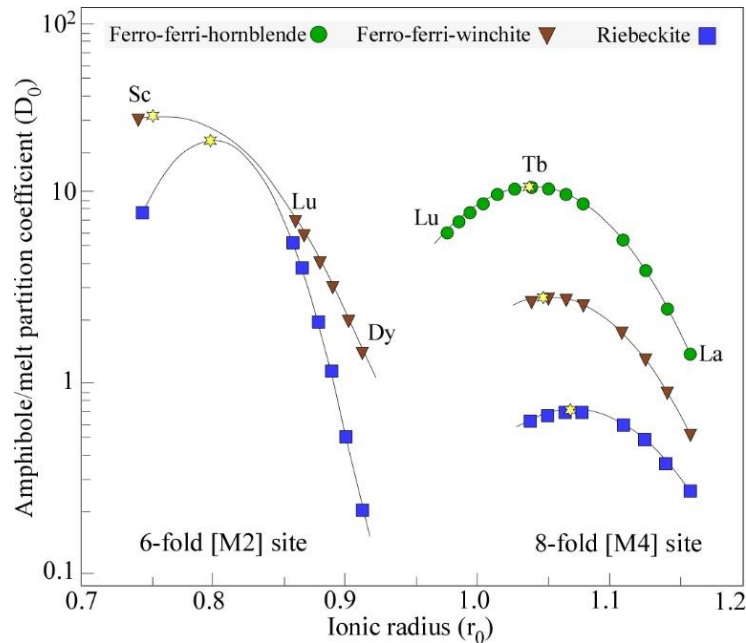 10²
Ferro-ferri-hornblende Ferro-ferri-winchite Riebeckite
Sc
Tb
10
Lu
Lu
Dy
1
La
6-fold [M2] site
8-fold [M4] site
0.1
0.7 0.8 0.9 1.0 1.1 1.2
Ionic radius (r₀)
Amphibole/melt partition coefficient (D₀)